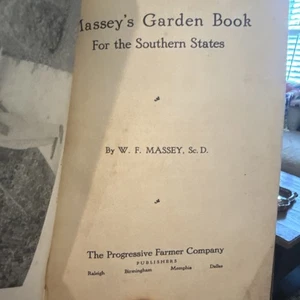 Massey's Garden Book
For the Southern States
By W. F. MASSEY, Sc. D.
The Progressive Farmer Company
PUBLISHERS
Raleigh Birmingham Memphis Dallas